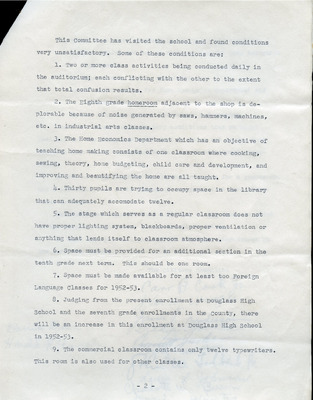 This Committee has visited the school and found conditions
very unsatisfactory. Some of these conditions are:
1. Two or more class activities being conducted daily in
the auditorium; each conflicting with the other to the extent
that total confusion results.
2. The Eighth grade homeroom adjacent to the shop is de-
plorable because of noise generated by saws, hammers, machines,
etc. in industrial arts classes.
3. The Home Economics Department which has an objective of
teaching home making consists of one classroom where cooking,
sewing, theory, home budgeting, child care and development, and
improving and beautifying the home are all taught.
4. Thirty pupils are trying to occupy space in the library
that can adequately accomodate twelve.
5. The stage which serves as a regular classroom does not
have proper lighting system, blackboards, proper ventilation or
anything that lends itself to classroom atmosphere.
6. Space must be provided for an additional section in the
tenth grade next term. This should be one room.
7. Space must be made available for at least too Foreign
Language Classes for 1952-53.
8. Judging from the present enrollment at Douglass High
School and the seventh grade enrollments in the County, there
will be an increase in this enrollment at Douglass High School
in 1952-53.
9. The commercial classroom contains only twelve typewriters.
This room is also used for other classes.
- 2 -